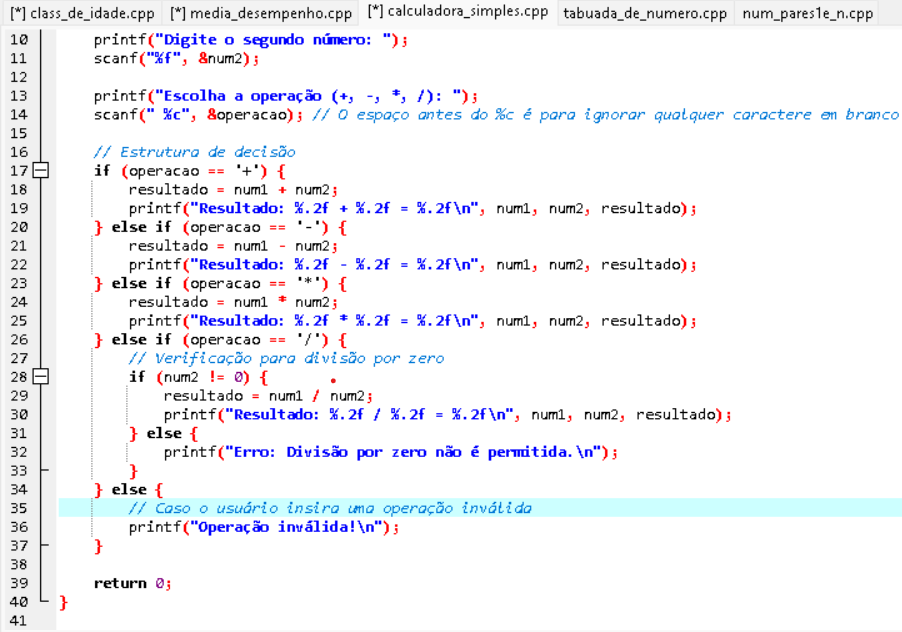 [*] class_de_idade.cpp [*] media_desempenho.cpp [*] calculadora_simples.cpp tabuada_de_numero.cpp num_pares1e_n.cpp
10 printf("Digite o segundo número: ");
11 scanf("%f", &num2);
12
13 printf("Escolha a operação (+, -, *, /): ");
14 scanf(" %c", &operacao); // O espaço antes do %c é para ignorar qualquer caractere em branco
15
16 // Estrutura de decisão
17 if (operacao == '+') {
18 resultado = num1 + num2;
19 printf("Resultado: %.2f + %.2f = %.2f\n", num1, num2, resultado);
20 } else if (operacao == '-') {
21 resultado = num1 - num2;
22 printf("Resultado: %.2f - %.2f = %.2f\n", num1, num2, resultado);
23 } else if (operacao == '*') {
24 resultado = num1 * num2;
25 printf("Resultado: %.2f * %.2f = %.2f\n", num1, num2, resultado);
26 } else if (operacao == '/') {
27 // Verificação para divisão por zero
28 if (num2 != 0) {
29 resultado = num1 / num2;
30 printf("Resultado: %.2f / %.2f = %.2f\n", num1, num2, resultado);
31 } else {
32 printf("Erro: Divisão por zero não é permitida.\n");
33 }
34 } else {
35 // Caso o usuário insira uma operação inválida
36 printf("Operação inválida!\n");
37 }
38
39 return 0;
40 }
41